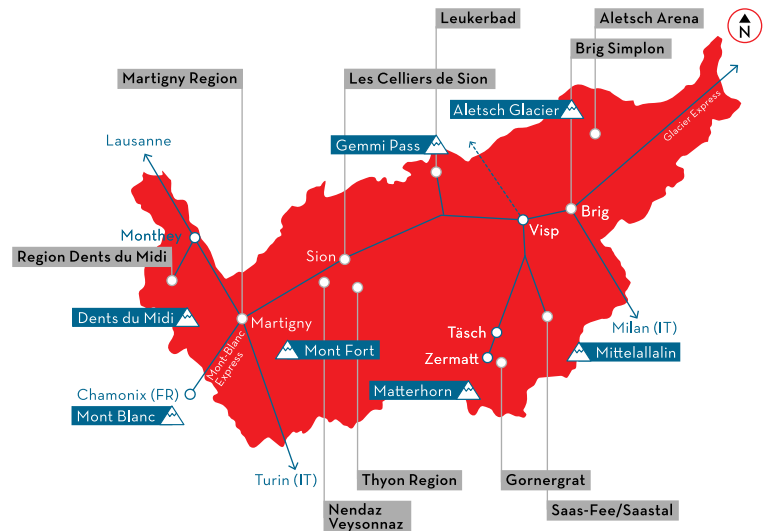 Leukerbad
Aletsch Arena
N
Brig Simplon
Martigny Region
Les Celliers de Sion
Aletsch Glacier
Glacier Express
Lausanne
Gemmi Pass
Brig
Visp
Monthey
Region Dents du Midi
Sion
Dents du Midi
Martigny
Täsch
Milan (IT)
Mont-Blanc
Express
Mont Fort
Zermatt
Mittelallalin
Chamonix (FR)
Matterhorn
Mont Blanc
Turin (IT)
Thyon Region
Gornergrat
Nendaz
Veysonnaz
Saas-Fee/Saastal